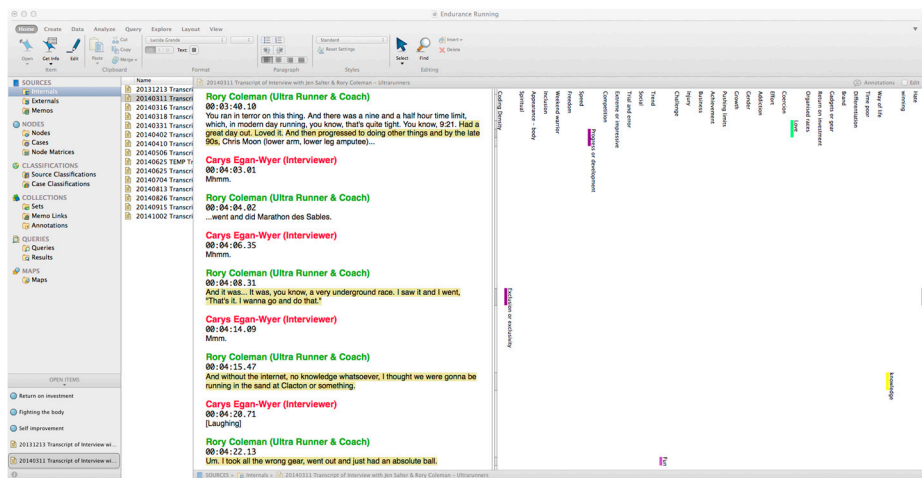 Endurance Running
Home Create Data Analyze Query Explore Layout View
Open Get Info Edit
Paste
Cut
Copy
Merge
Lucida Grande
Text:
Standard
Reset Settings
Select Find
Insert
Delete
Item Clipboard Format Paragraph Styles Editing
SOURCES
Internals
Externals
Memos
NODES
Nodes
Cases
Node Matrices
CLASSIFICATIONS
Source Classifications
Case Classifications
COLLECTIONS
Sets
Memo Links
Annotations
QUERIES
Queries
Results
MAPS
Maps
OPEN ITEMS
Return on investment
Fighting the body
Self improvement
20131213 Transcript of Interview wi...
20140311 Transcript of Interview wi...
Name
20131213 Transcri
20140311 Transcri
20140316 Transcri
20140318 Transcri
20140331 Transcri
20140402 Transcri
20140410 Transcri
20140506 Transcri
20140625 TEMP Tr
20140625 Transcri
20140704 Transcri
20140813 Transcri
20140826 Transcri
20140915 Transcri
20141002 Transcri
20140311 Transcript of Interview with Jen Salter & Rory Coleman - Ultrarunners
Annotations Edit
Rory Coleman (Ultra Runner & Coach)
00:03:40.10
You ran in terror on this thing. And there was a nine and a half hour time limit,
which, in modern day running, you know, that's quite tight. You know, 9:21. Had a
great day out. Loved it. And then progressed to doing other things and by the late
90s, Chris Moon (lower arm, lower leg amputee)...
Carys Egan-Wyer (Interviewer)
00:04:03.01
Mhmm.
Rory Coleman (Ultra Runner & Coach)
00:04:04.02
...went and did Marathon des Sables.
Carys Egan-Wyer (Interviewer)
00:04:06.35
Mhmm.
Rory Coleman (Ultra Runner & Coach)
00:04:08.31
And it was... It was, you know, a very underground race. I saw it and I went,
"That's it. I wanna go and do that."
Carys Egan-Wyer (Interviewer)
00:04:14.09
Mmm.
Rory Coleman (Ultra Runner & Coach)
00:04:15.47
And without the internet, no knowledge whatsoever, I thought we were gonna be
running in the sand at Clacton or something.
Carys Egan-Wyer (Interviewer)
00:04:20.71
[Laughing]
Rory Coleman (Ultra Runner & Coach)
00:04:22.13
Um. I took all the wrong gear, went out and just had an absolute ball.
Coding Density
Exclusion or exclusivity
Spiritual
Appearance - body
Inclusion
Weekend warrior
Freedom
Speed
Progress or development
Competition
Extreme or impressive
Trial and error
Social
Trend
Fun
Challenge
Injury
Business
Achievement
Pushing limits
Growth
Gender
Addiction
Effort
Coercion
Love
Organised races
Return on investment
Gadgets or gear
Brand
Differentiation
Time poor
Way of life
knowledge
winning
Hate
SOURCES Internals 20140311 Transcript of Interview with Jen Salter & Rory Coleman - Ultrarunners